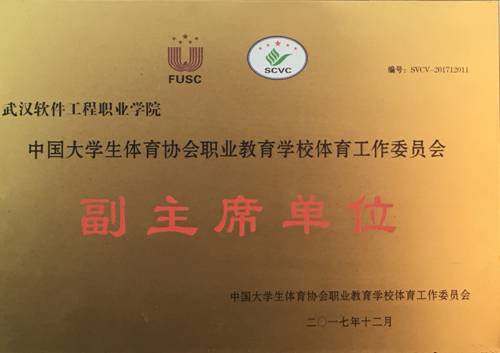 FUSC
SCVC
编号：SVCV-201712011
武汉软件工程职业学院
中国大学生体育协会职业教育学校体育工作委员会
副主席单位
中国大学生体育协会职业教育学校体育工作委员会
二〇一七年十二月